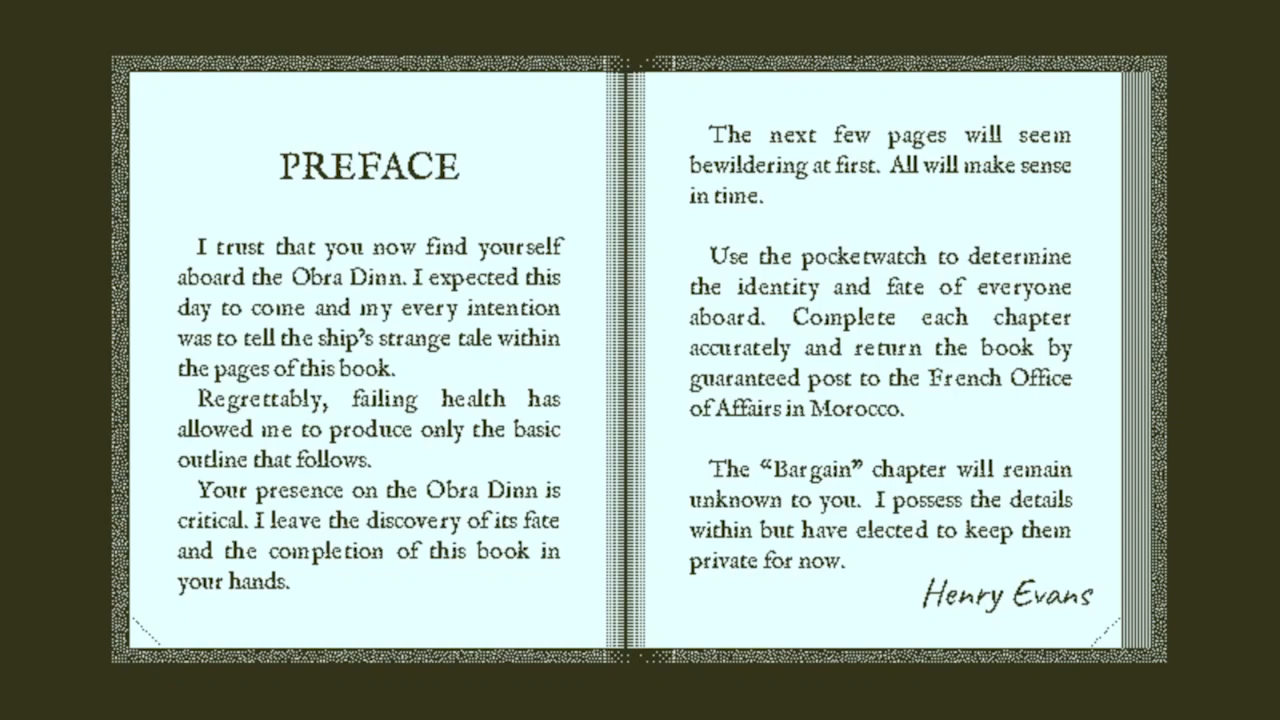 PREFACE
I trust that you now find yourself
aboard the Obra Dinn. I expected this
day to come and my every intention
was to tell the ship's strange tale within
the pages of this book.
Regrettably, failing health has
allowed me to produce only the basic
outline that follows.
Your presence on the Obra Dinn is
critical. I leave the discovery of its fate
and the completion of this book in
your hands.
The next few pages will seem
bewildering at first. All will make sense
in time.
Use the pocketwatch to determine
the identity and fate of everyone
aboard. Complete each chapter
accurately and return the book by
guaranteed post to the French Office
of Affairs in Morocco.
The “Bargain” chapter will remain
unknown to you. I possess the details
within but have elected to keep them
private for now.
Henry Evans